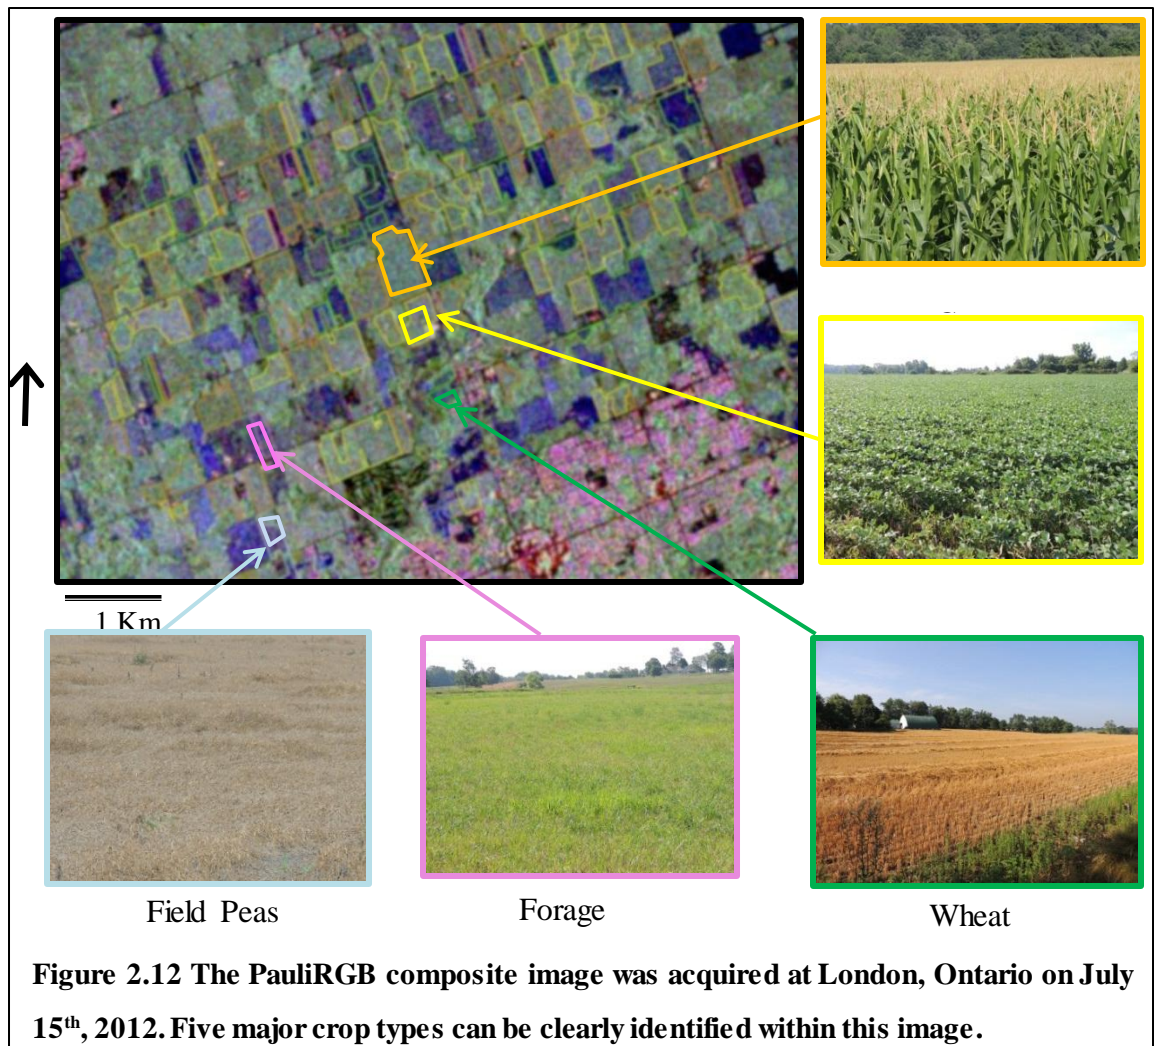 1 Km
Field Peas
Forage
Wheat
Figure 2.12 The PauliRGB composite image was acquired at London, Ontario on July
15th, 2012. Five major crop types can be clearly identified within this image.